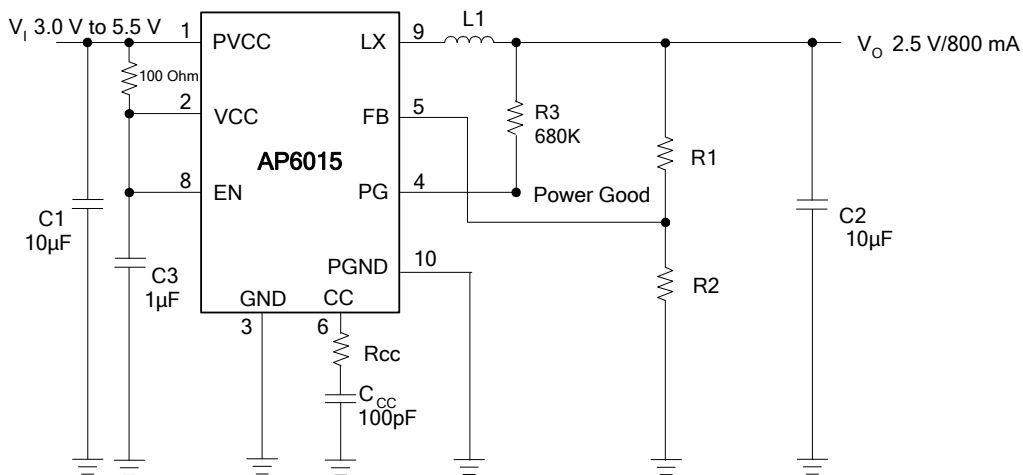 V_I 3.0 V to 5.5 V
1
PVCC
LX
9
L1
V_O 2.5 V/800 mA
100 Ohm
2
VCC
FB
5
R3
680K
R1
AP6015
8
EN
PG
4
Power Good
C1
10µF
C2
10µF
C3
1µF
PGND
10
R2
GND
CC
3
6
Rcc
C_CC
100pF